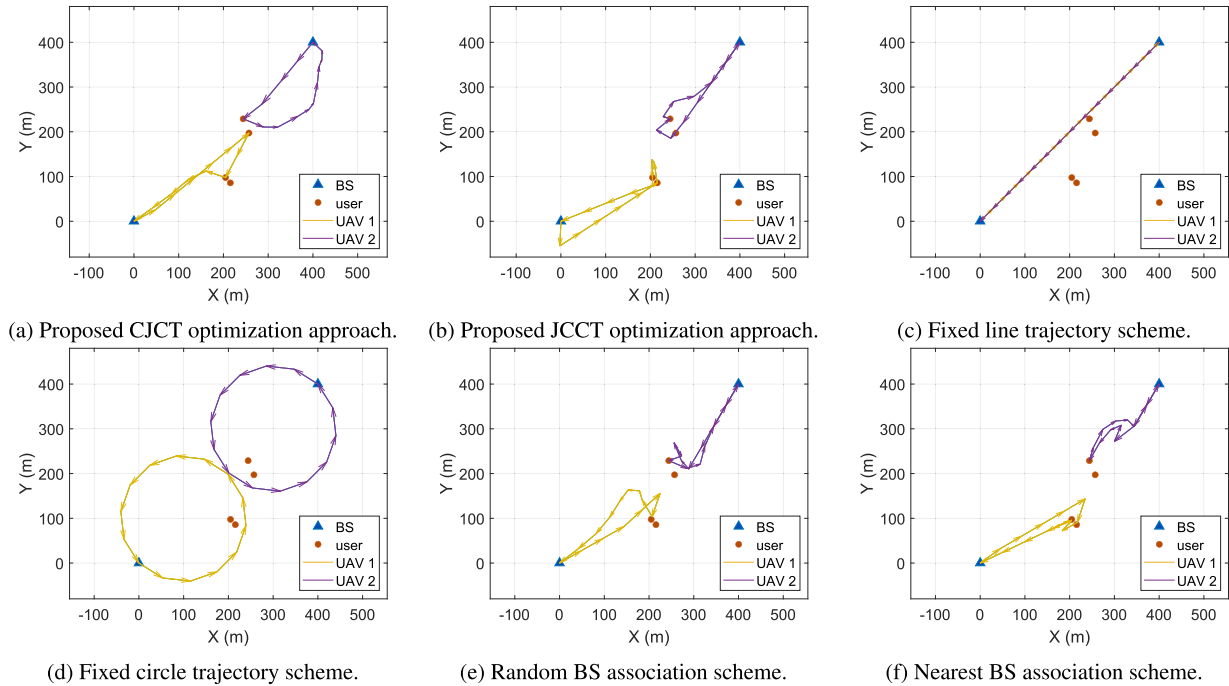 400
300
200
100
0
Y (m)
-100 0 100 200 300 400 500
X (m)
BS
user
UAV 1
UAV 2
(a) Proposed CJCT optimization approach.
400
300
200
100
0
Y (m)
-100 0 100 200 300 400 500
X (m)
BS
user
UAV 1
UAV 2
(b) Proposed JCCT optimization approach.
400
300
200
100
0
Y (m)
-100 0 100 200 300 400 500
X (m)
BS
user
UAV 1
UAV 2
(c) Fixed line trajectory scheme.
400
300
200
100
0
Y (m)
-100 0 100 200 300 400 500
X (m)
BS
user
UAV 1
UAV 2
(d) Fixed circle trajectory scheme.
400
300
200
100
0
Y (m)
-100 0 100 200 300 400 500
X (m)
BS
user
UAV 1
UAV 2
(e) Random BS association scheme.
400
300
200
100
0
Y (m)
-100 0 100 200 300 400 500
X (m)
BS
user
UAV 1
UAV 2
(f) Nearest BS association scheme.